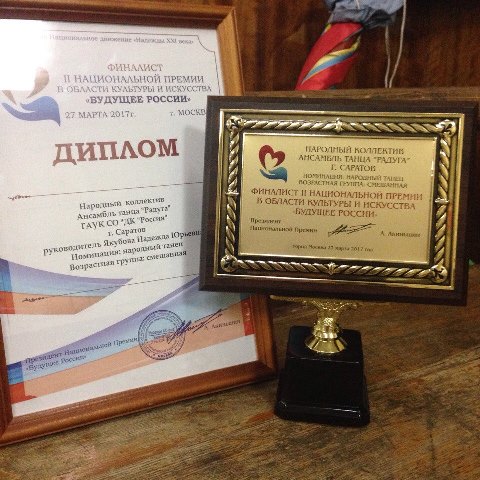 Национальное движение «Надежды XXI века»
ФИНАЛИСТ
II НАЦИОНАЛЬНОЙ ПРЕМИИ
В ОБЛАСТИ КУЛЬТУРЫ И ИСКУССТВА
«БУДУЩЕЕ РОССИИ»
27 МАРТА 2017г. г. МОСКВА
ДИПЛОМ
Народный коллектив
Ансамбль танца "Радуга"
ГАУК СО "ДК "Россия"
г. Саратов
руководитель Якубова Надежда Юрьевна
Номинация: народный танец
Возрастная группа: смешанная
Президент Национальной Премии
«Будущее России»
НАРОДНЫЙ КОЛЛЕКТИВ
АНСАМБЛЬ ТАНЦА "РАДУГА"
Г. САРАТОВ
НОМИНАЦИЯ: НАРОДНЫЙ ТАНЕЦ
ВОЗРАСТНАЯ ГРУППА: СМЕШАННАЯ
ФИНАЛИСТ II НАЦИОНАЛЬНОЙ ПРЕМИИ
В ОБЛАСТИ КУЛЬТУРЫ И ИСКУССТВА
«БУДУЩЕЕ РОССИИ»
Президент
Национальной Премии А.
Город Москва 27 марта 2017 год